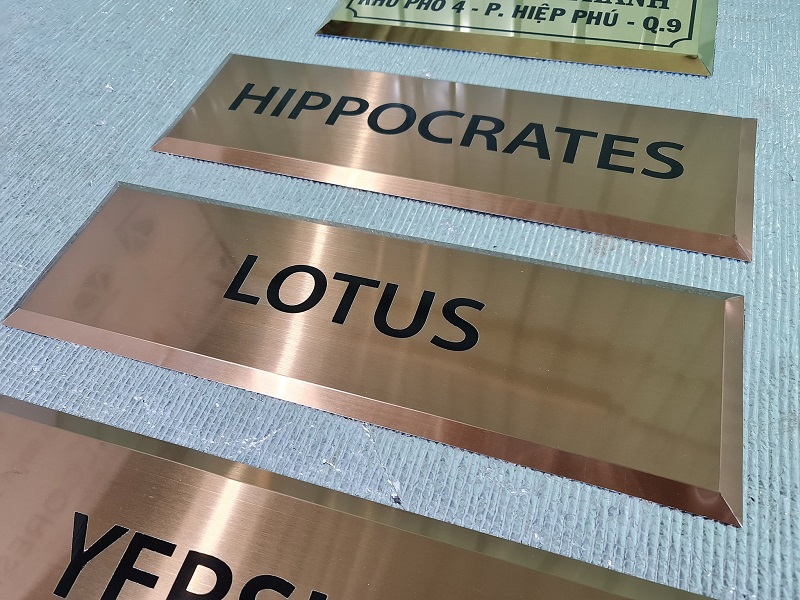 KHU PHỐ 4 - P. HIỆP PHÚ - Q.9
HIPPOCRATES
LOTUS